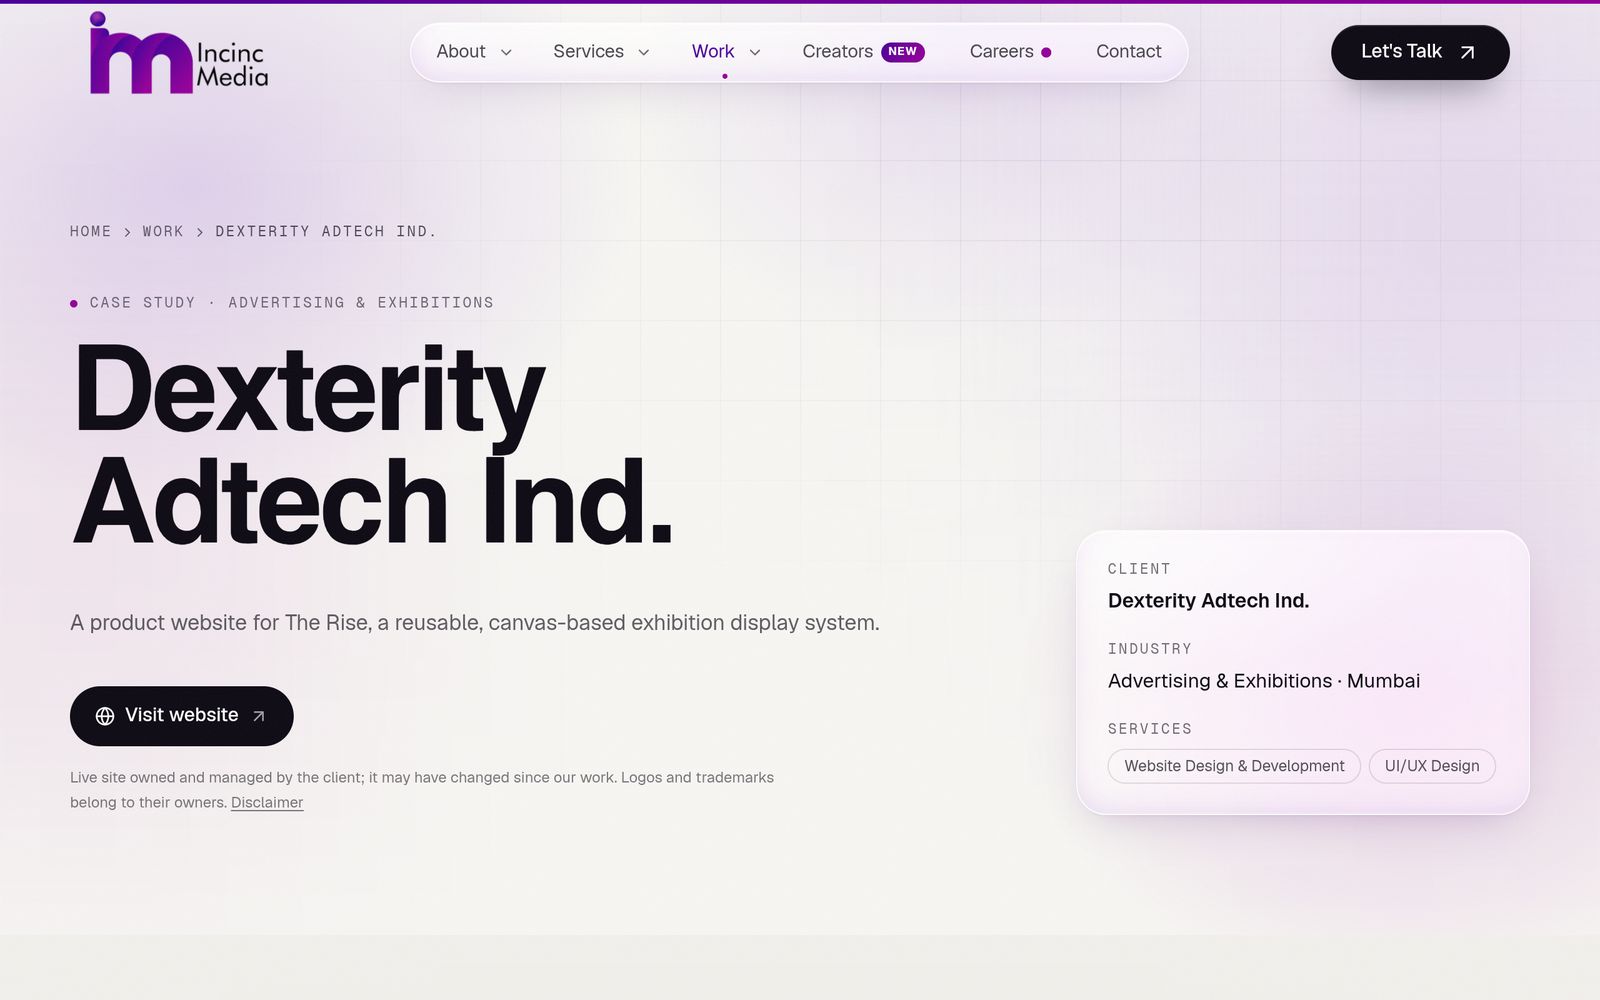 Incinc
Media
About
Services
Work
Creators NEW
Careers
Contact
Let's Talk
HOME > WORK > DEXTERITY ADTECH IND.
CASE STUDY · ADVERTISING & EXHIBITIONS
Dexterity
Adtech Ind.
A product website for The Rise, a reusable, canvas-based exhibition display system.
Visit website
Live site owned and managed by the client; it may have changed since our work. Logos and trademarks
belong to their owners. Disclaimer
CLIENT
Dexterity Adtech Ind.
INDUSTRY
Advertising & Exhibitions · Mumbai
SERVICES
Website Design & Development
UI/UX Design